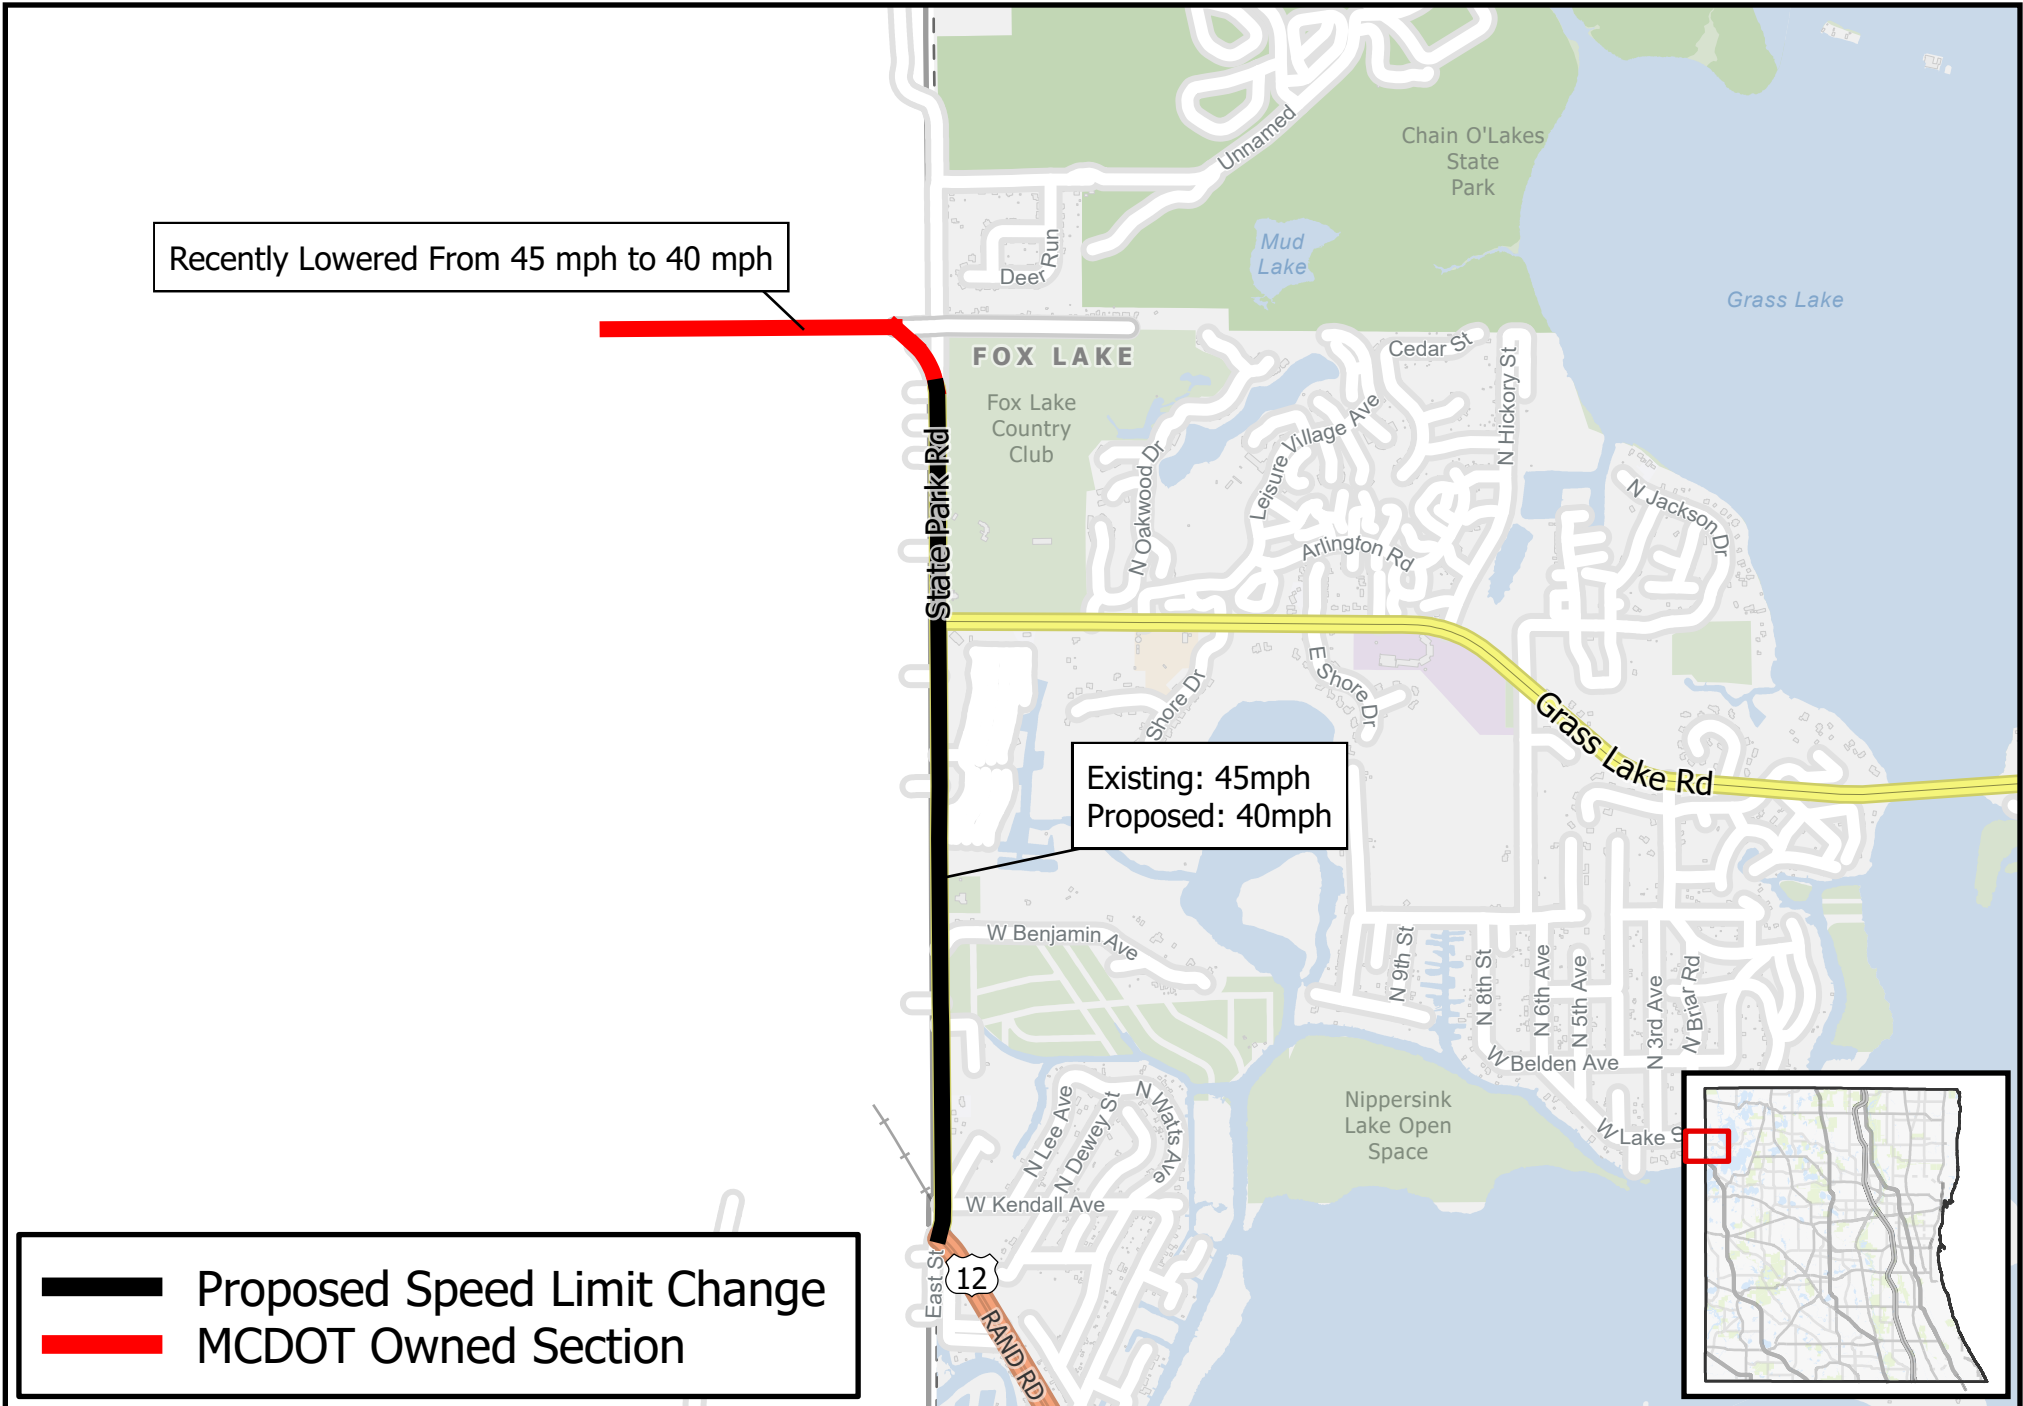 Unnamed
Chain O'Lakes
State
Park
Mud
Lake
Grass Lake
Recently Lowered From 45 mph to 40 mph
Deer Run
FOX LAKE
Cedar St
N Hickory St
Fox Lake
Country
Club
State Park Rd
N Oakwood Dr
Leisure Village Ave
Arlington Rd
N Jackson Dr
Shore Dr
E Shore Dr
Grass Lake Rd
Existing: 45mph
Proposed: 40mph
W Benjamin Ave
N 9th St
N 8th St
N 6th Ave
N 5th Ave
N 3rd Ave
N Briar Rd
W Belden Ave
N Lee Ave
N Dewey St
N Watts Ave
Nippersink
Lake Open
Space
W Lake S
W Kendall Ave
East St
12
RAND RD
Proposed Speed Limit Change
MCDOT Owned Section